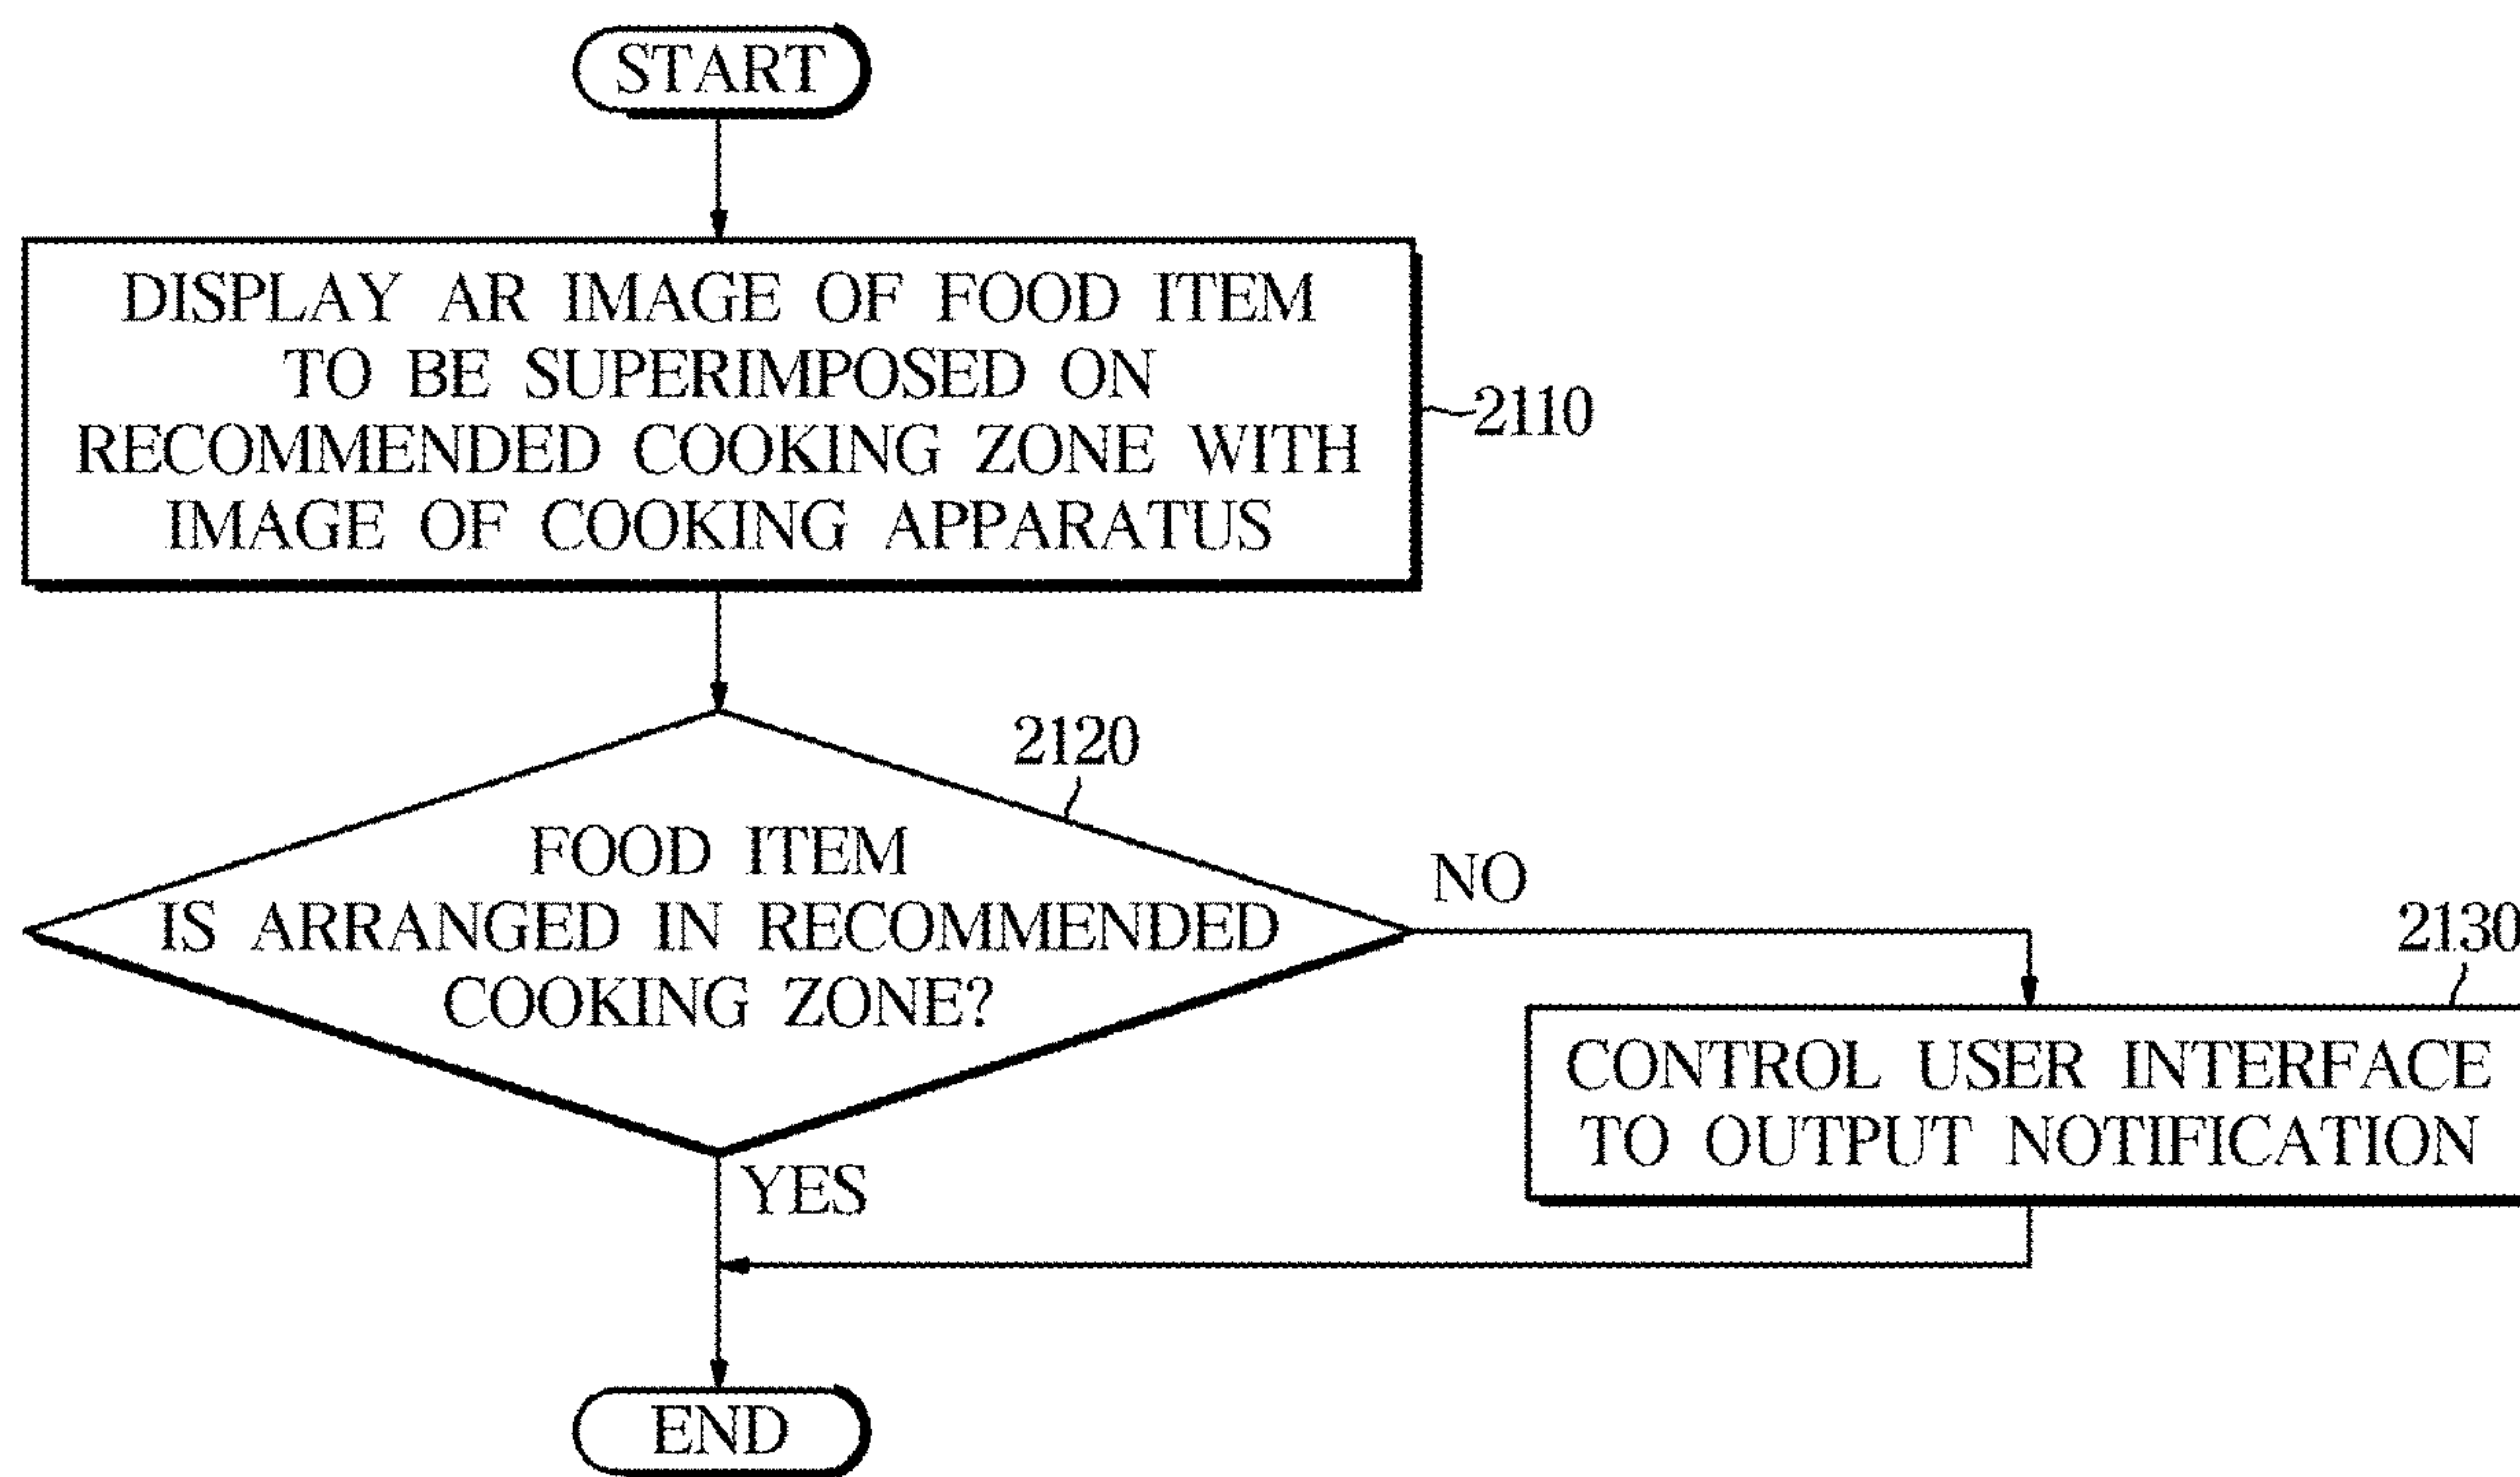 START
DISPLAY AR IMAGE OF FOOD ITEM
TO BE SUPERIMPOSED ON
RECOMMENDED COOKING ZONE WITH
IMAGE OF COOKING APPARATUS
2110
2120
FOOD ITEM
IS ARRANGED IN RECOMMENDED
COOKING ZONE?
NO
2130
CONTROL USER INTERFACE
TO OUTPUT NOTIFICATION
YES
END